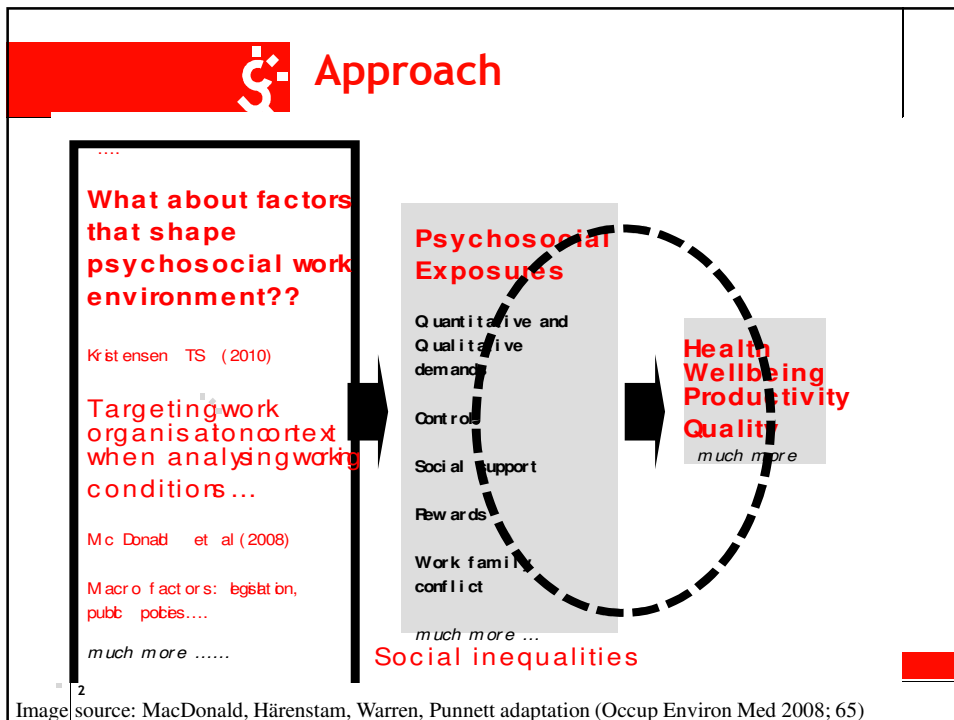 Approach
....
What about factors
that shape
psychosocial work
environment??
Kristensen TS (2010)
Targeting work
organisaton contex t
when analysing working
conditions ...
Mc Donald et al (2008)
Macro factors: legislation,
public policies....
much more ......
Psychosocial
Exposures
Quantitative and
Qualitative
demands
Control
Social support
Rewards
Work family
conflict
much more ...
Social inequalities
Health
Wellbeing
Productivity
Quality
much more
2
Image source: MacDonald, Härenstam, Warren, Punnett adaptation (Occup Environ Med 2008; 65)